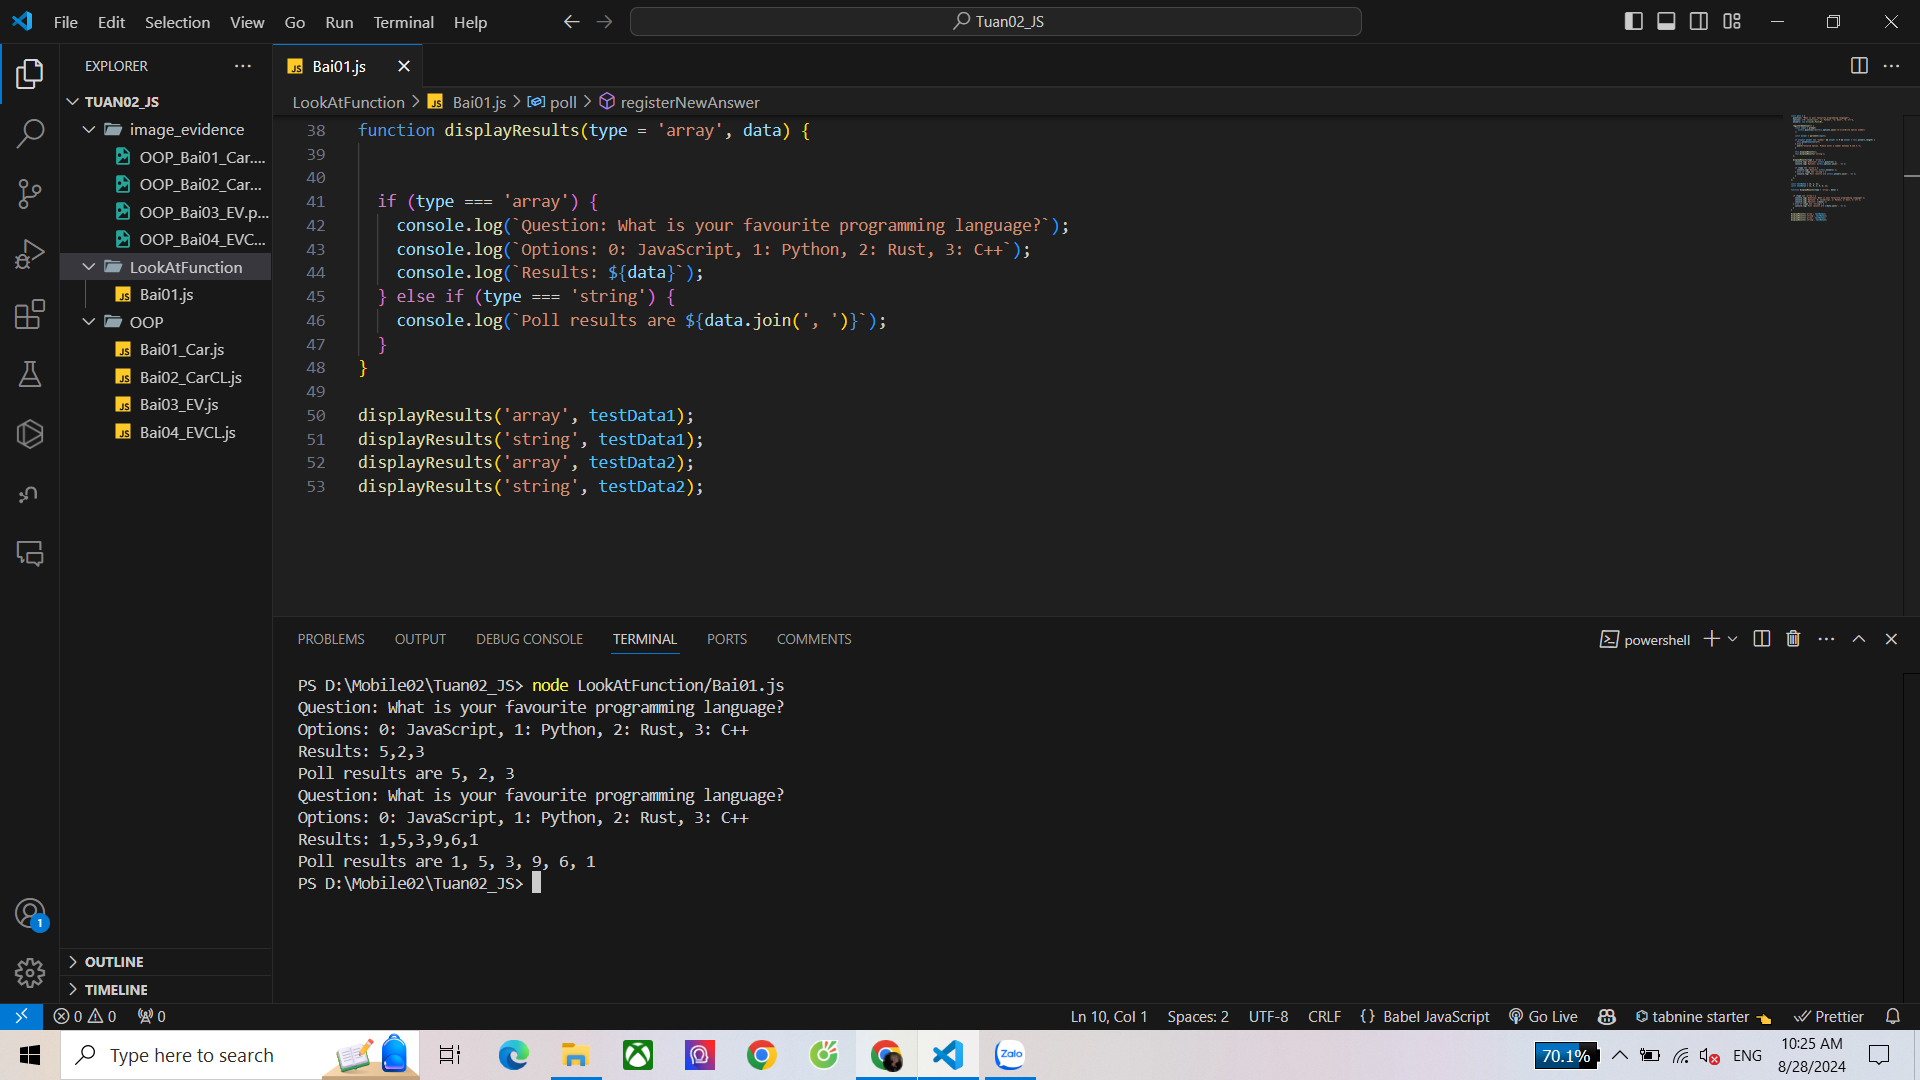 File Edit Selection View Go Run Terminal Help
Tuan02_JS
EXPLORER
TUAN02_JS
image_evidence
OOP_Bai01_Car....
OOP_Bai02_Car...
OOP_Bai03_EV.p...
OOP_Bai04_EVC...
LookAtFunction
JS Bai01.js
OOP
JS Bai01_Car.js
JS Bai02_CarCL.js
JS Bai03_EV.js
JS Bai04_EVCL.js
OUTLINE
TIMELINE
JS Bai01.js
LookAtFunction > JS Bai01.js > poll > registerNewAnswer
38 function displayResults(type = 'array', data) {
39
40
41 if (type === 'array') {
42 console.log(`Question: What is your favourite programming language?`);
43 console.log(`Options: 0: JavaScript, 1: Python, 2: Rust, 3: C++`);
44 console.log(`Results: ${data}`);
45 } else if (type === 'string') {
46 console.log(`Poll results are ${data.join(', ')}`);
47 }
48 }
49
50 displayResults('array', testData1);
51 displayResults('string', testData1);
52 displayResults('array', testData2);
53 displayResults('string', testData2);
PROBLEMS OUTPUT DEBUG CONSOLE TERMINAL PORTS COMMENTS
powershell
PS D:\Mobile02\Tuan02_JS> node LookAtFunction/Bai01.js
Question: What is your favourite programming language?
Options: 0: JavaScript, 1: Python, 2: Rust, 3: C++
Results: 5,2,3
Poll results are 5, 2, 3
Question: What is your favourite programming language?
Options: 0: JavaScript, 1: Python, 2: Rust, 3: C++
Results: 1,5,3,9,6,1
Poll results are 1, 5, 3, 9, 6, 1
PS D:\Mobile02\Tuan02_JS>
1
0 0 0
Ln 10, Col 1 Spaces: 2 UTF-8 CRLF {} Babel JavaScript Go Live tabnine starter Prettier
Type here to search
Zalo
70.1%
ENG
10:25 AM
8/28/2024